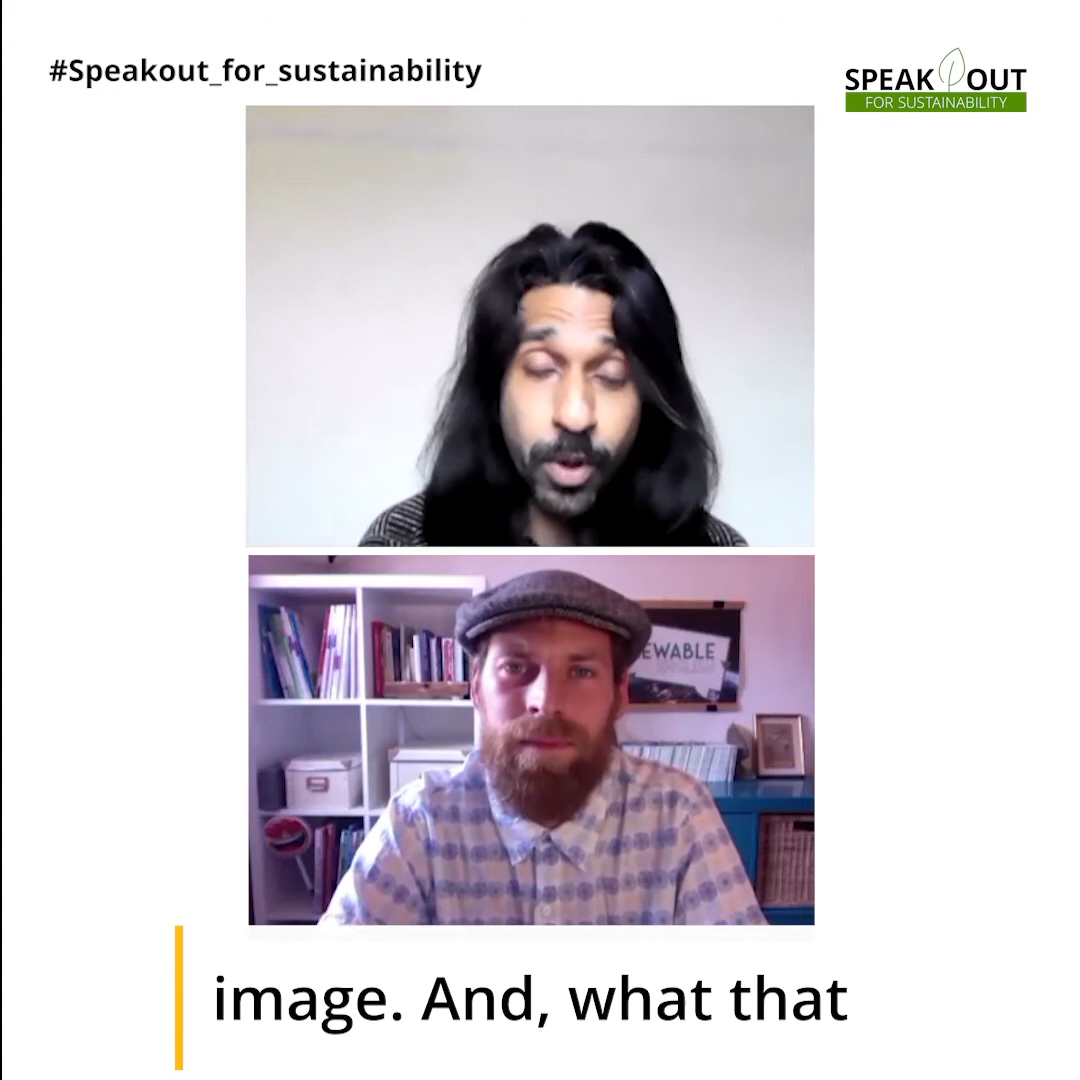 #Speakout_for_sustainability
SPEAK OUT
FOR SUSTAINABILITY
EWABLE
image. And, what that